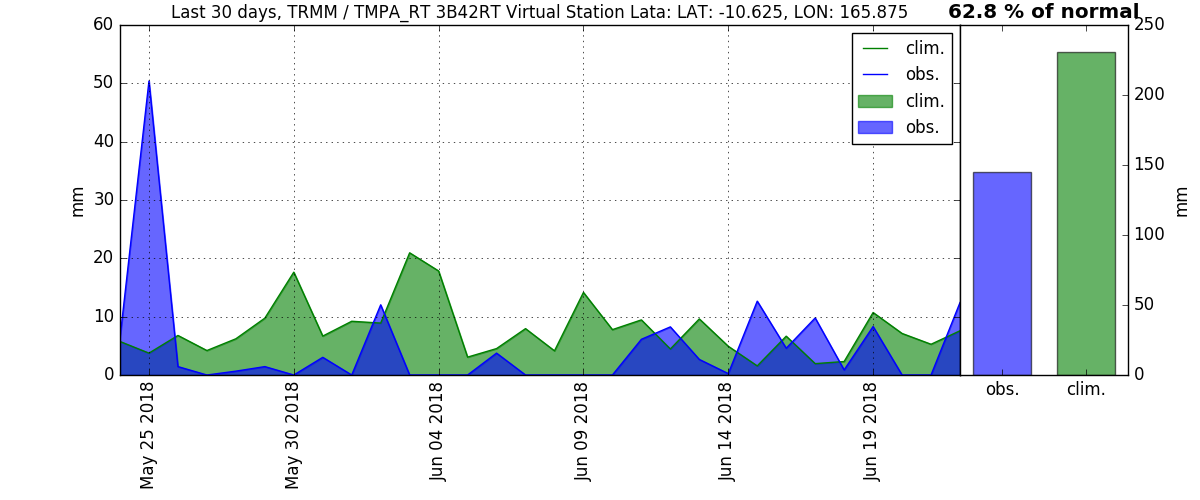 Last 30 days, TRMM / TMPA_RT 3B42RT Virtual Station Lata: LAT: -10.625, LON: 165.875
62.8 % of normal
60
50
40
30
20
10
0
mm
clim.
obs.
clim.
obs.
May 25 2018
May 30 2018
Jun 04 2018
Jun 09 2018
Jun 14 2018
Jun 19 2018
250
200
150
100
50
0
mm
obs.
clim.